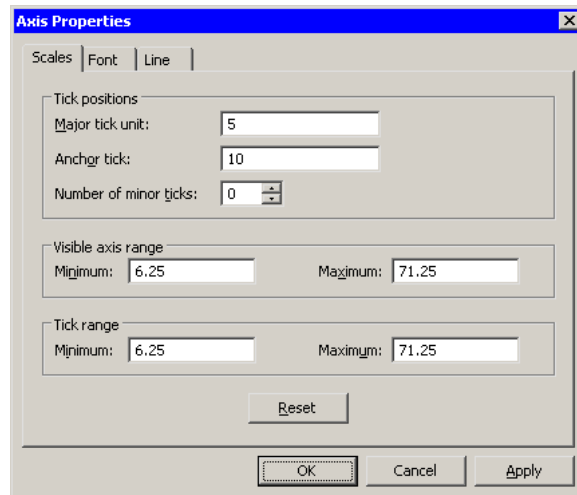 Axis Properties
Scales Font Line
Tick positions
Major tick unit: 5
Anchor tick: 10
Number of minor ticks: 0
Visible axis range
Minimum: 6.25 Maximum: 71.25
Tick range
Minimum: 6.25 Maximum: 71.25
Reset
OK Cancel Apply